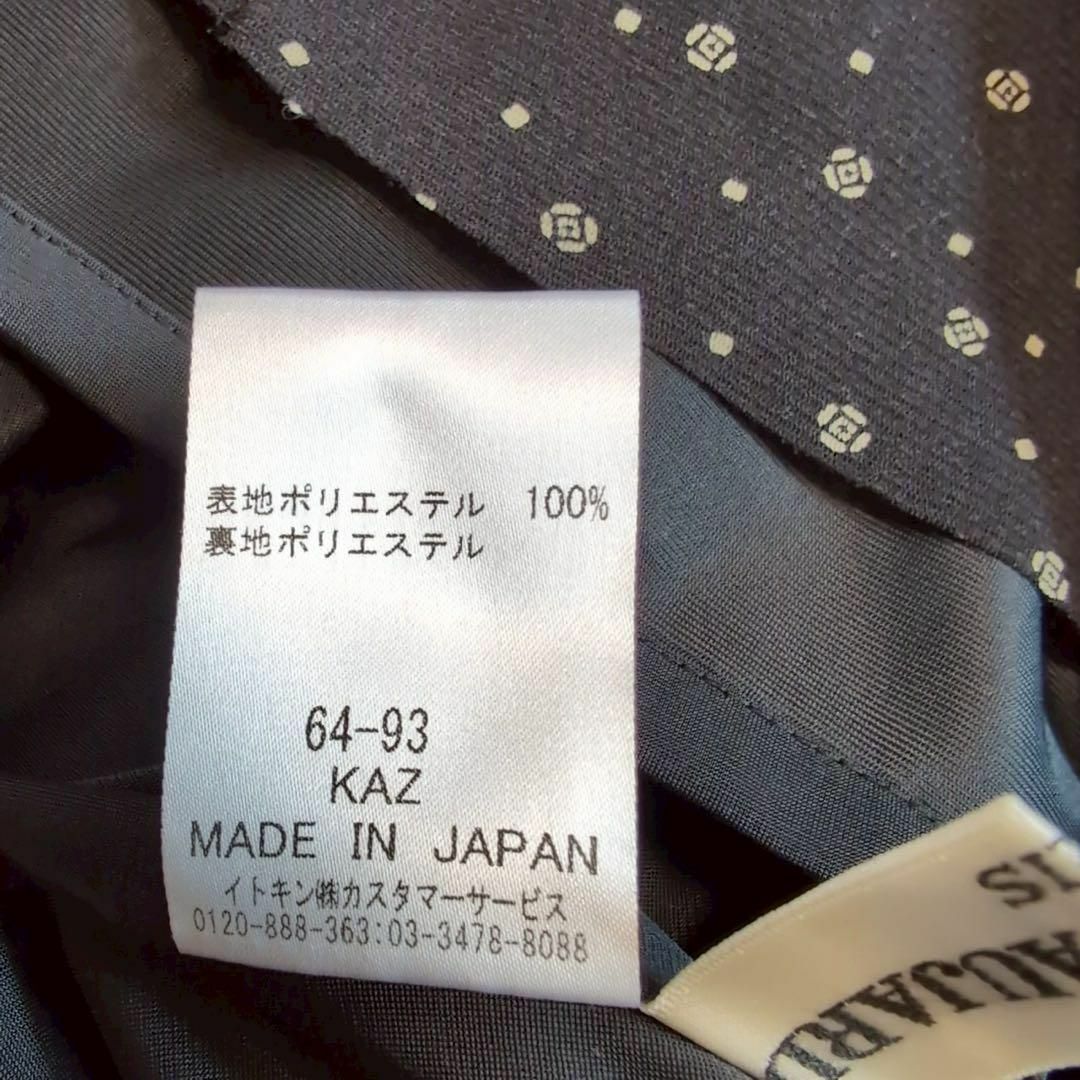 表地ポリエステル 100%
裏地ポリエステル
64-93
KAZ
MADE IN JAPAN
イトキン㈱カスタマーサービス
0120-888-363:03-3478-8088
IS
AUJARD